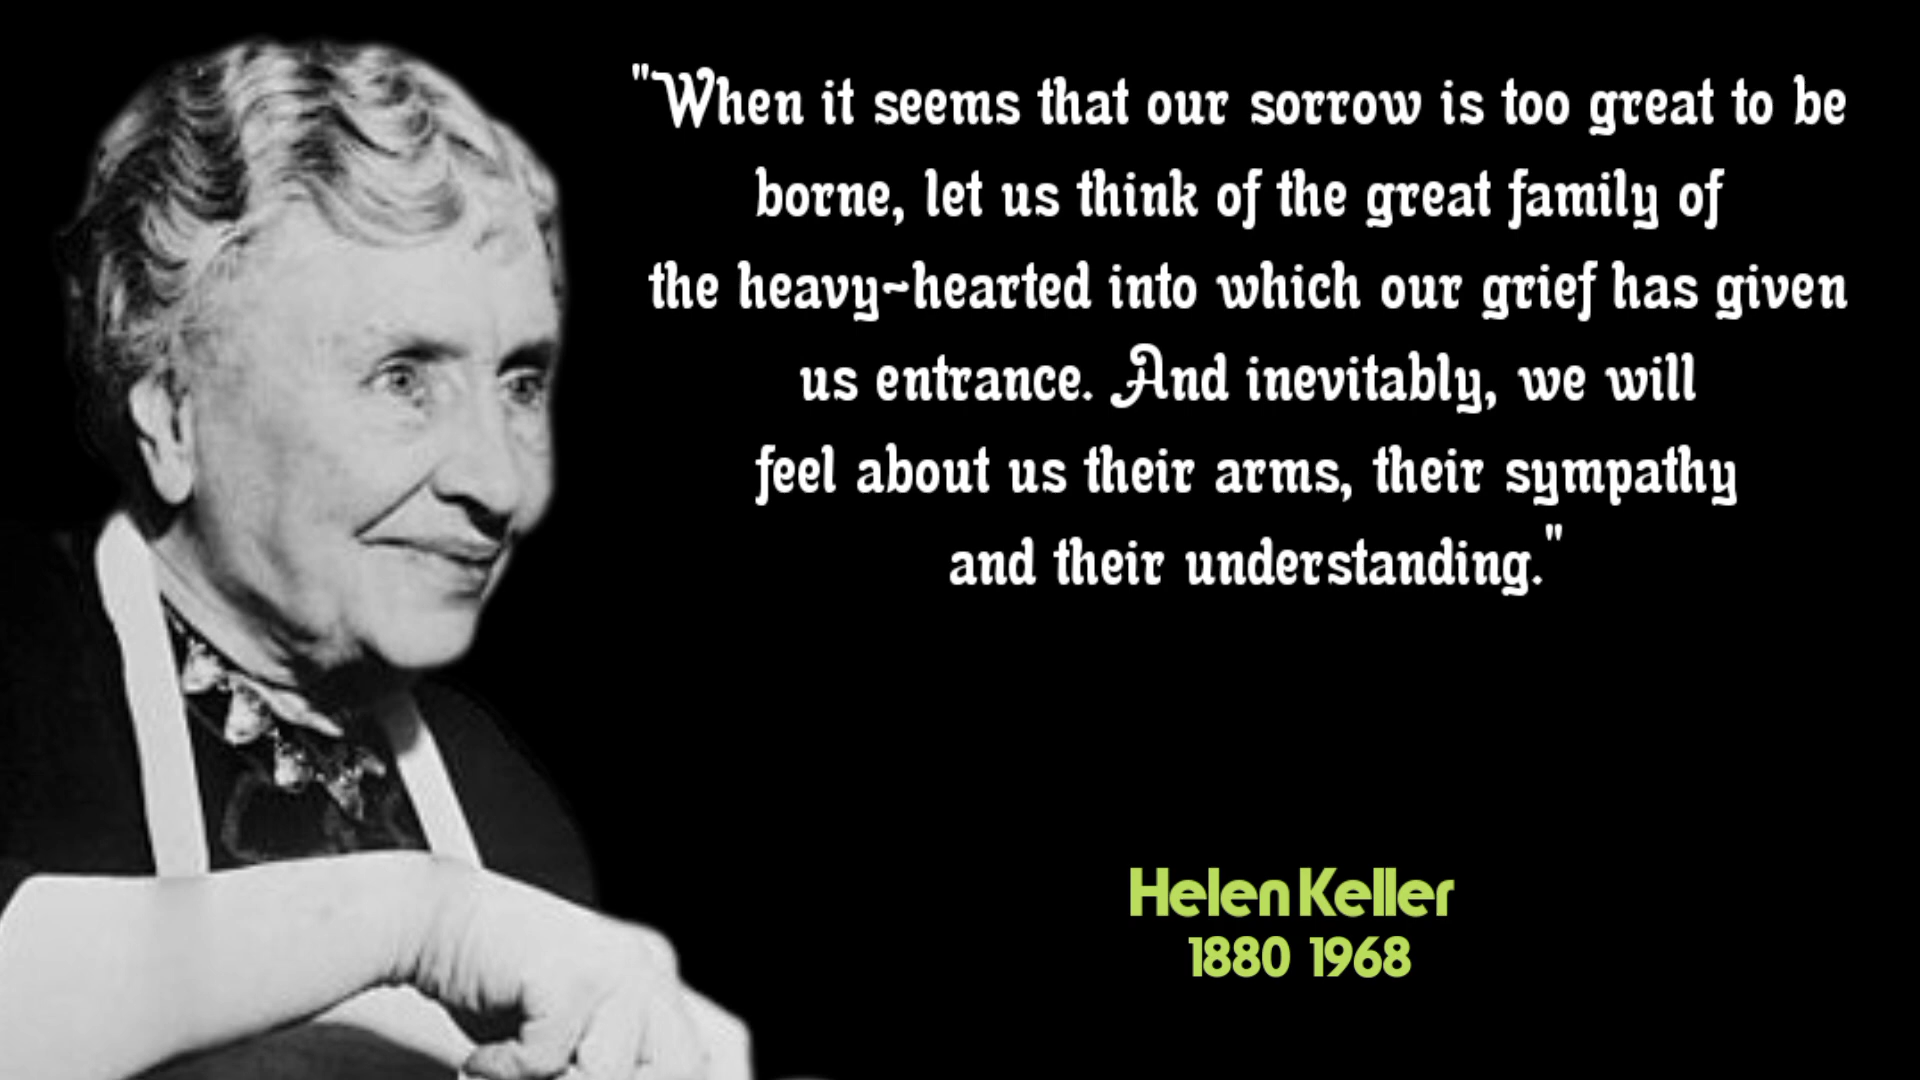 "When it seems that our sorrow is too great to be
borne, let us think of the great family of
the heavy-hearted into which our grief has given
us entrance. And inevitably, we will
feel about us their arms, their sympathy
and their understanding."
Helen Keller
1880 1968